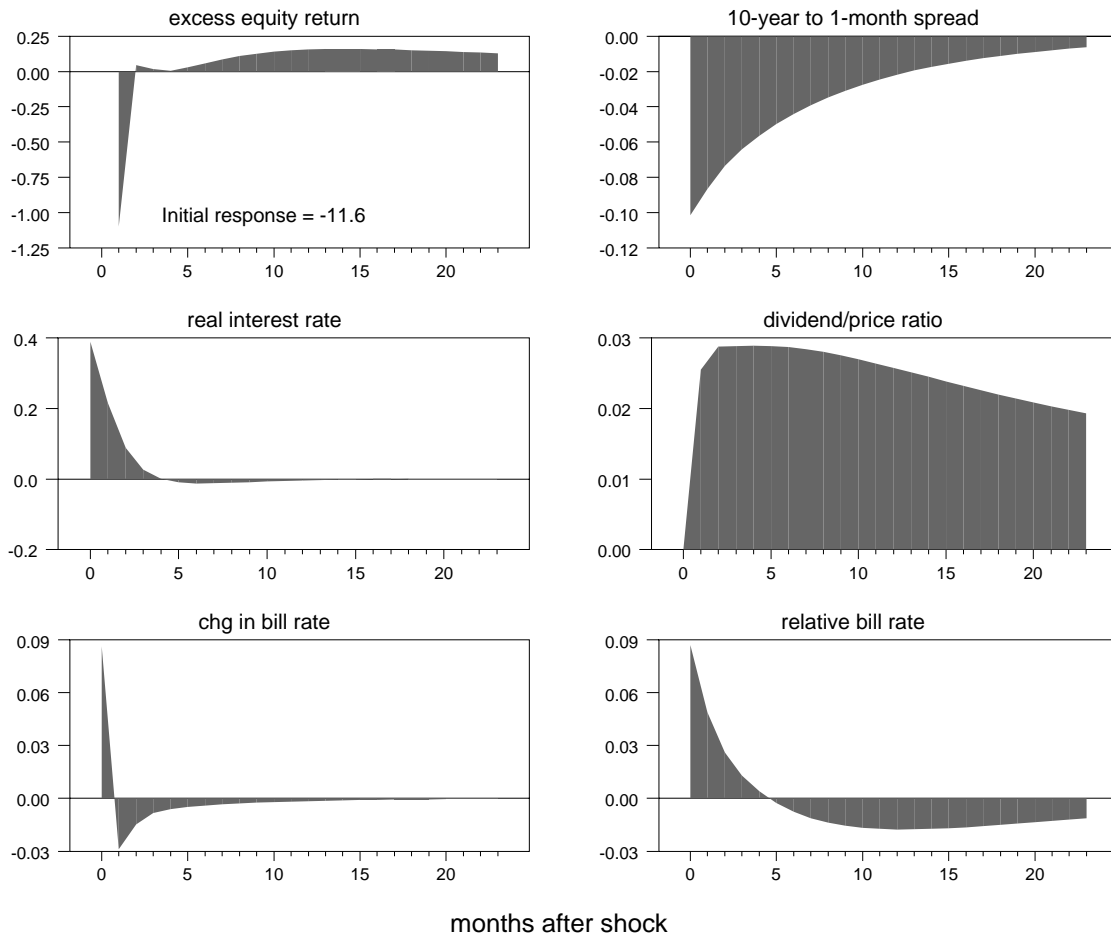 excess equity return
0.25
0.00
-0.25
-0.50
-0.75
-1.00
-1.25
Initial response = -11.6
0 5 10 15 20
10-year to 1-month spread
0.00
-0.02
-0.04
-0.06
-0.08
-0.10
-0.12
0 5 10 15 20
real interest rate
0.4
0.2
0.0
-0.2
0 5 10 15 20
dividend/price ratio
0.03
0.02
0.01
0.00
0 5 10 15 20
chg in bill rate
0.09
0.06
0.03
0.00
-0.03
0 5 10 15 20
relative bill rate
0.09
0.06
0.03
0.00
-0.03
0 5 10 15 20
months after shock